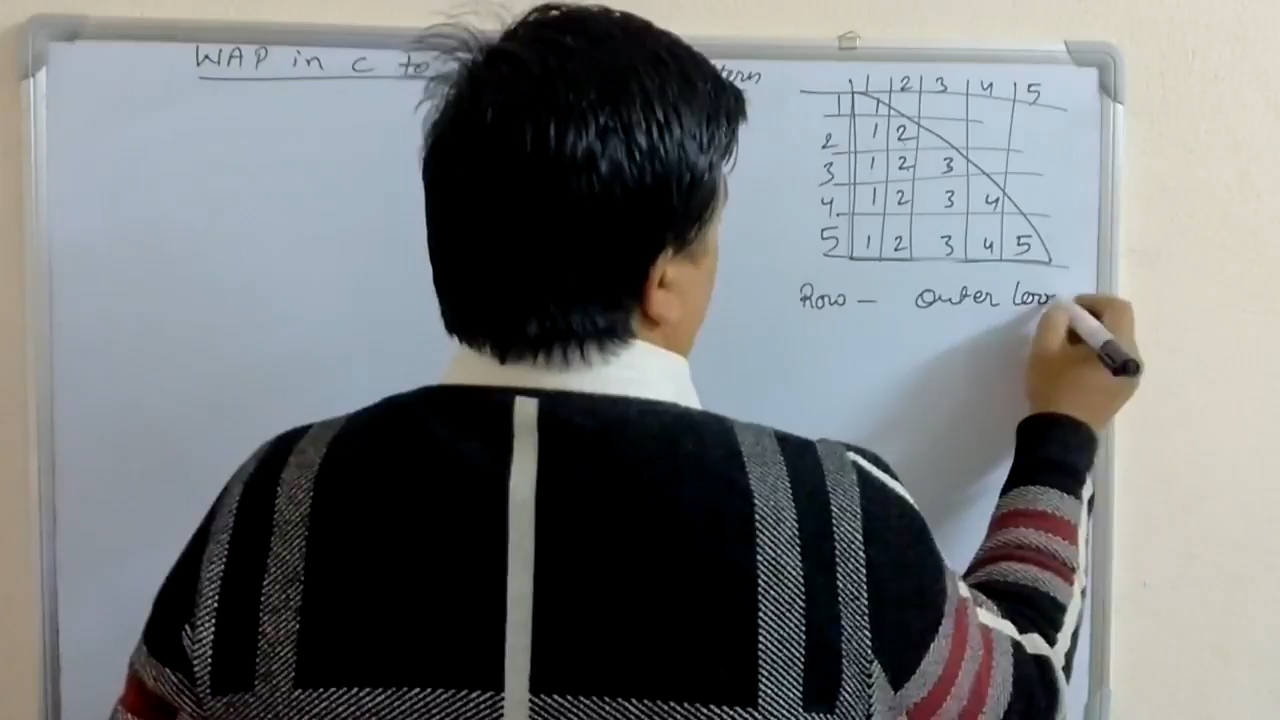 WAP in c to
1 2 3 4 5
1 1
2 1 2
3 1 2 3
4 1 2 3 4
5 1 2 3 4 5
Row - Outer loo